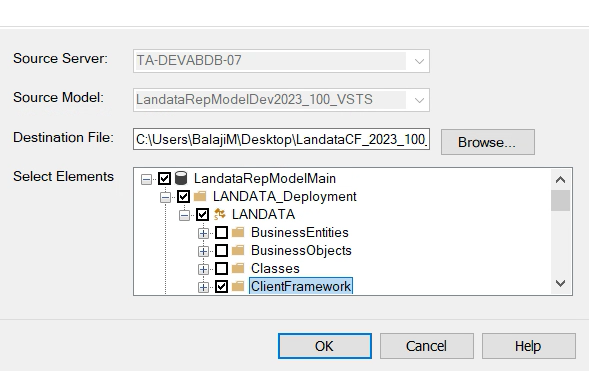 Source Server: TA-DEVABDB-07
Source Model: LandataRepModelDev2023_100_VSTS
Destination File: C:\Users\BalajiM\Desktop\LandataCF_2023_100_ Browse...
Select Elements LandataRepModelMain
LANDATA_Deployment
LANDATA
BusinessEntities
BusinessObjects
Classes
ClientFramework
OK Cancel Help